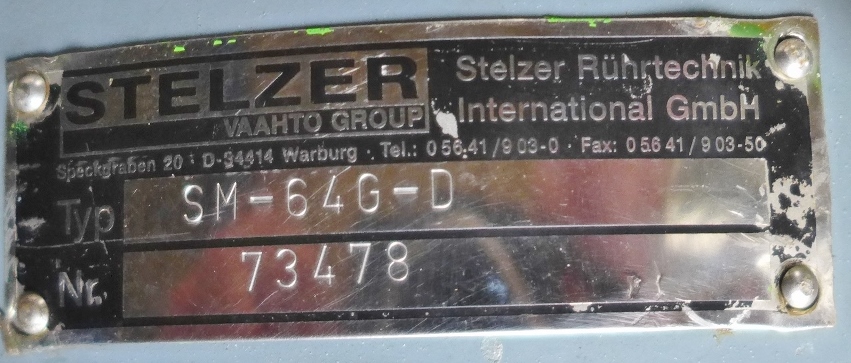 STELZER
VAAHTO GROUP
Stelzer Rührtechnik
International GmbH
Speckgraben 20 · D-34414 Warburg · Tel.: 0 56 41 / 9 03-0 · Fax: 0 56 41 / 9 03-50
Typ SM-64G-D
Nr. 73478